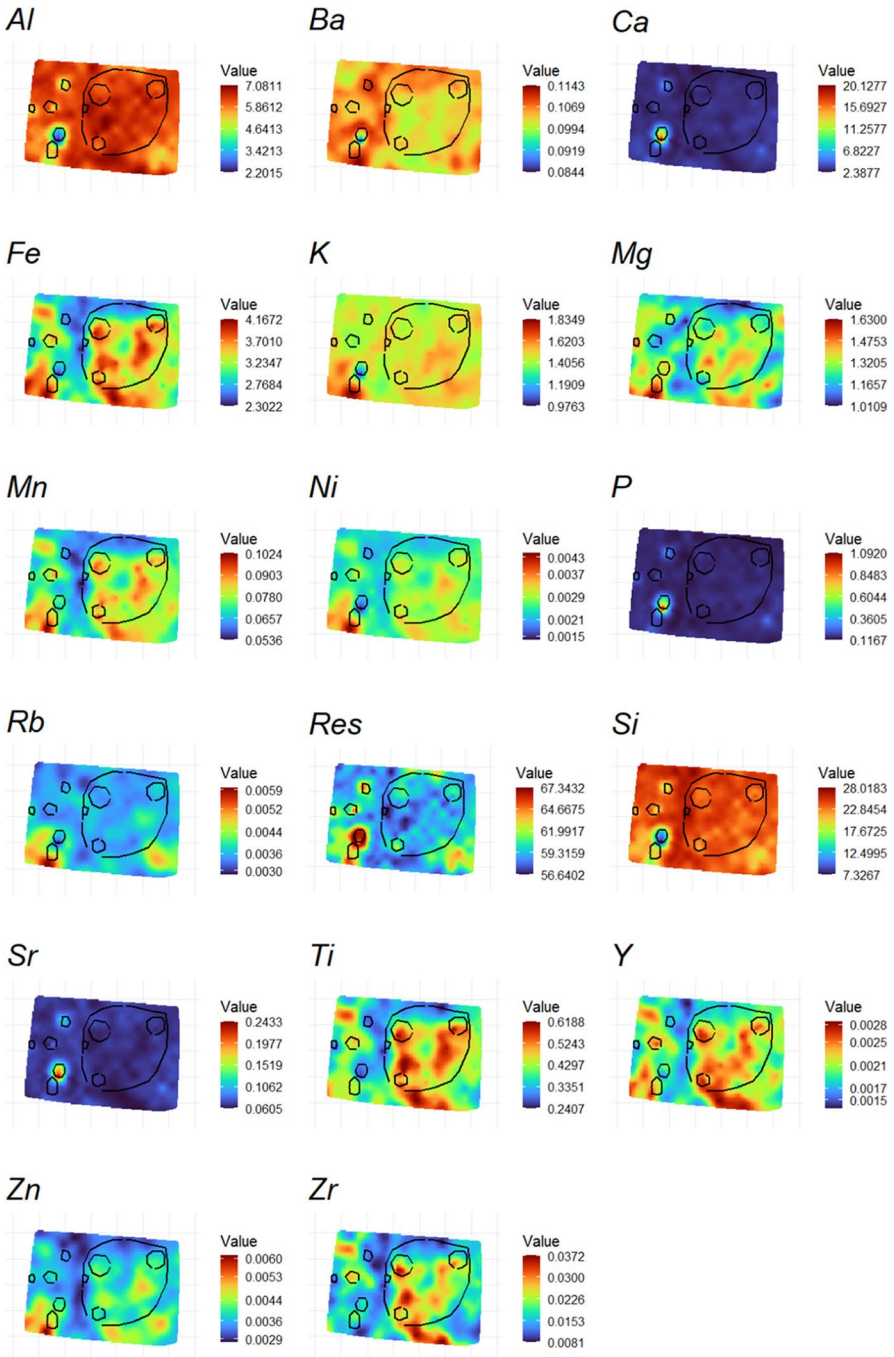 Al Ba Ca
Value Value Value
7.0811 0.1143 20.1277
5.8612 0.1069 15.6927
4.6413 0.0994 11.2577
3.4213 0.0919 6.8227
2.2015 0.0844 2.3877
Fe K Mg
Value Value Value
4.1672 1.8349 1.6300
3.7010 1.6203 1.4753
3.2347 1.4056 1.3205
2.7684 1.1909 1.1657
2.3022 0.9763 1.0109
Mn Ni P
Value Value Value
0.1024 0.0043 1.0920
0.0903 0.0037 0.8483
0.0780 0.0029 0.6044
0.0657 0.0021 0.3605
0.0536 0.0015 0.1167
Rb Res Si
Value Value Value
0.0059 67.3432 28.0183
0.0052 64.6675 22.8454
0.0044 61.9917 17.6725
0.0036 59.3159 12.4995
0.0030 56.6402 7.3267
Sr Ti Y
Value Value Value
0.2433 0.6188 0.0028
0.1977 0.5243 0.0025
0.1519 0.4297 0.0021
0.1062 0.3351 0.0017
0.0605 0.2407 0.0015
Zn Zr
Value Value
0.0060 0.0372
0.0053 0.0300
0.0044 0.0226
0.0036 0.0153
0.0029 0.0081